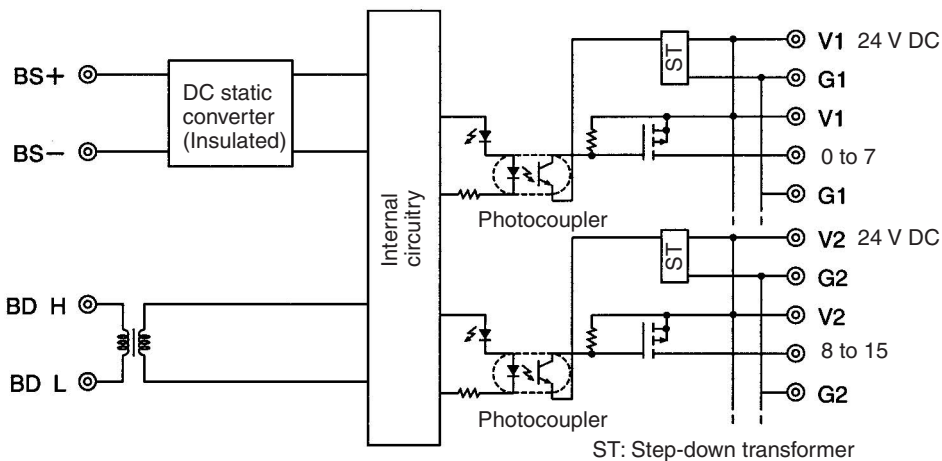 BS+
BS−
DC static
converter
(Insulated)
BD H
BD L
Internal
circuitry
ST
V1 24 V DC
G1
V1
0 to 7
G1
Photocoupler
ST
V2 24 V DC
G2
V2
8 to 15
G2
Photocoupler
ST: Step-down transformer